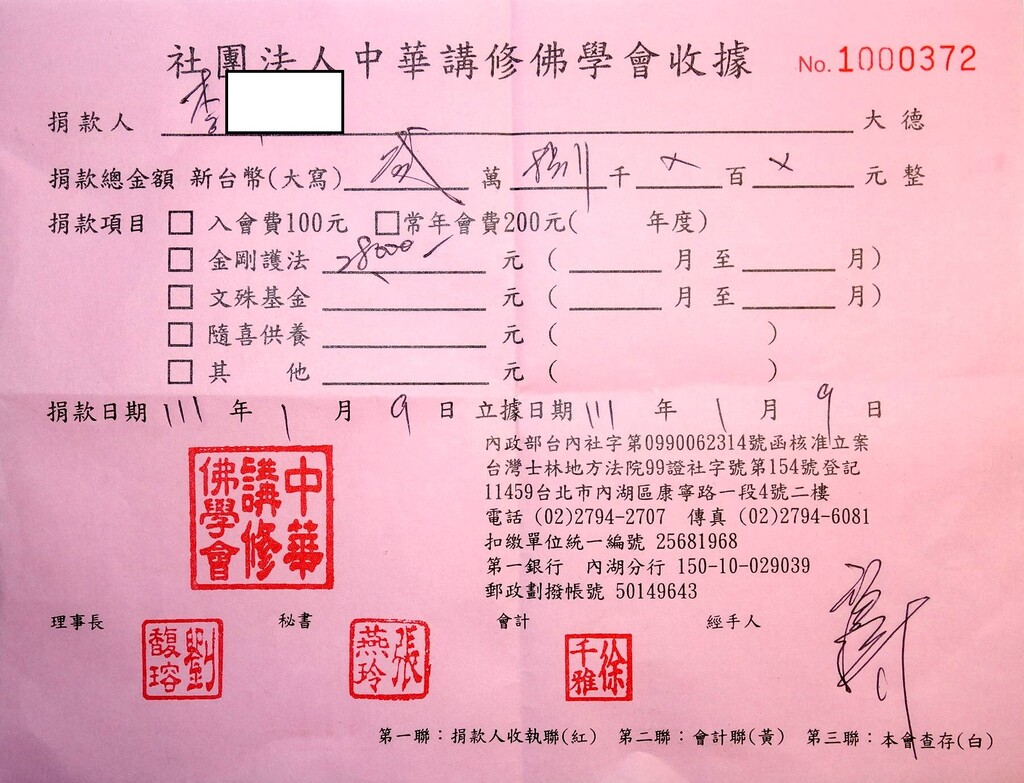 社團法人中華講修佛學會收據 No.1000372
捐款人 李 大德
捐款總金額 新台幣(大寫) 貳 萬 捌 千 × 百 × 元整
捐款項目 □ 入會費100元 □常年會費200元( 年度)
□ 金剛護法 28000 元 ( 月 至 月)
□ 文殊基金 元 ( 月 至 月)
□ 隨喜供養 元 ( )
□ 其 他 元 ( )
捐款日期 111 年 1 月 9 日 立據日期 111 年 1 月 9 日
內政部台內社字第0990062314號函核准立案
台灣士林地方法院99證社字號第154號登記
11459台北市內湖區康寧路一段4號二樓
電話 (02)2794-2707 傳真 (02)2794-6081
扣繳單位統一編號 25681968
第一銀行 內湖分行 150-10-029039
郵政劃撥帳號 50149643
中華講修佛學會
理事長 秘書 會計 經手人
劉馥瑢 張燕玲 徐千雅
第一聯：捐款人收執聯(紅) 第二聯：會計聯(黃) 第三聯：本會查存(白)